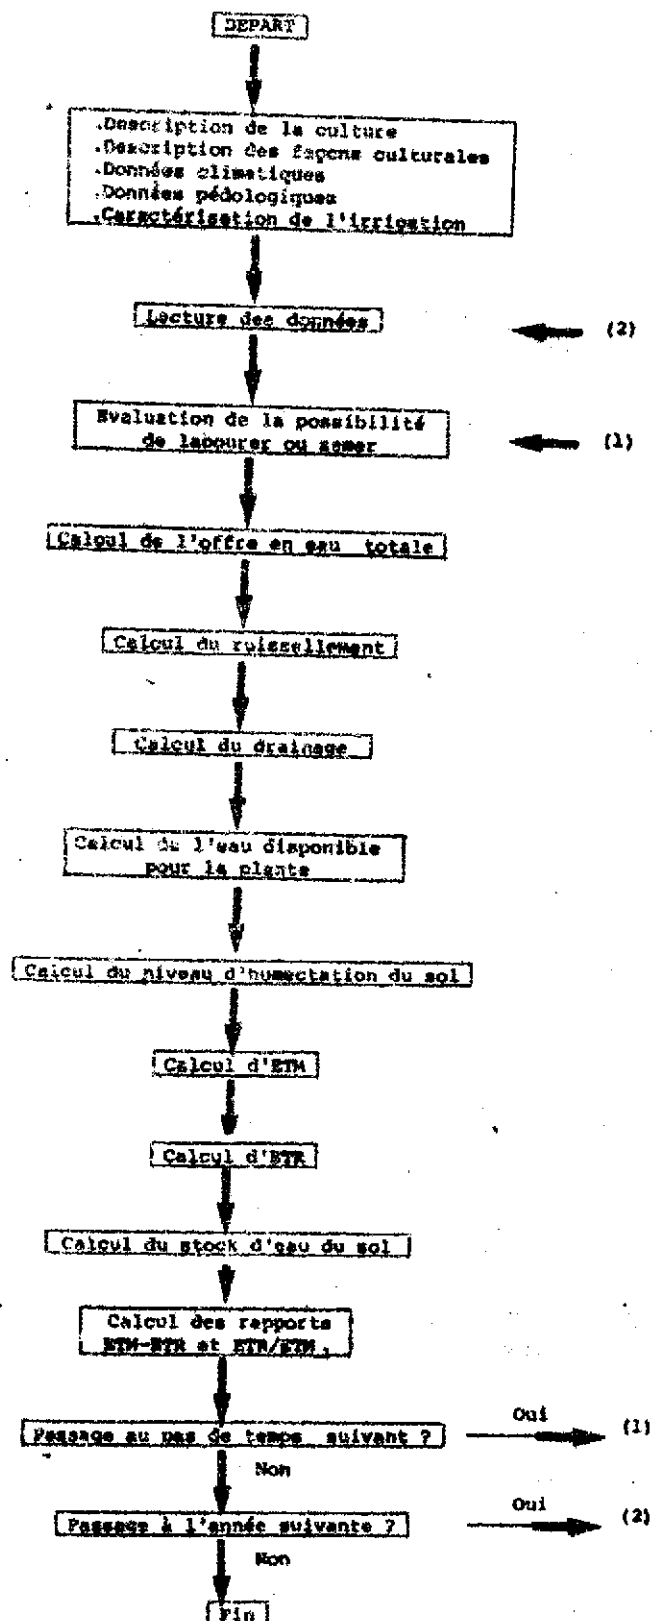 DEPART
.Description de la culture
.Description des façons culturales
.Données climatiques
.Données pédologiques
.Caractérisation de l'irrigation
Lecture des données
(2)
Evaluation de la possibilité
de labourer ou semer
(1)
Calcul de l'offre en eau totale
Calcul du ruissellement
Calcul du drainage
Calcul de l'eau disponible
pour la plante
Calcul du niveau d'humectation du sol
Calcul d'ETM
Calcul d'ETR
Calcul du stock d'eau du sol
Calcul des rapports
ETM-ETR et ETR/ETM.
Passage au pas de temps suivant ?
Oui
(1)
Non
Passage à l'année suivante ?
Oui
(2)
Non
Fin